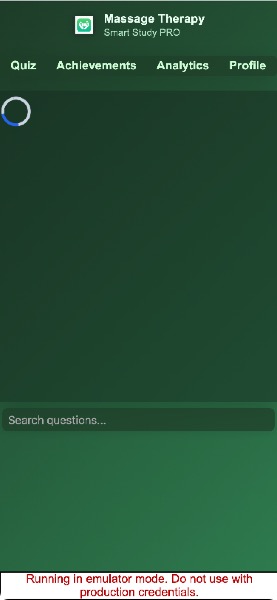 Massage Therapy
Smart Study PRO
Quiz Achievements Analytics Profile
Search questions...
Running in emulator mode. Do not use with
production credentials.